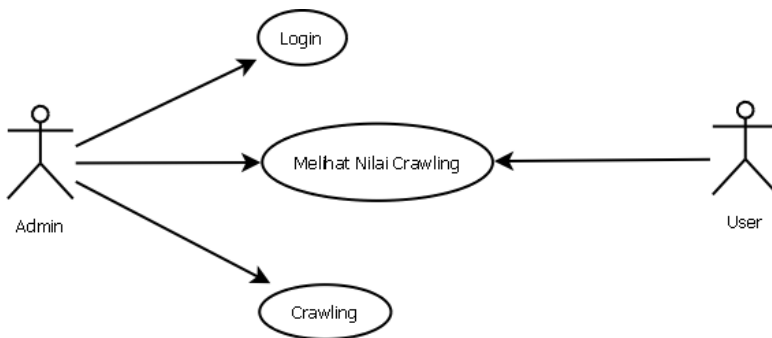 Login
Melihat Nilai Crawling
Admin
User
Crawling